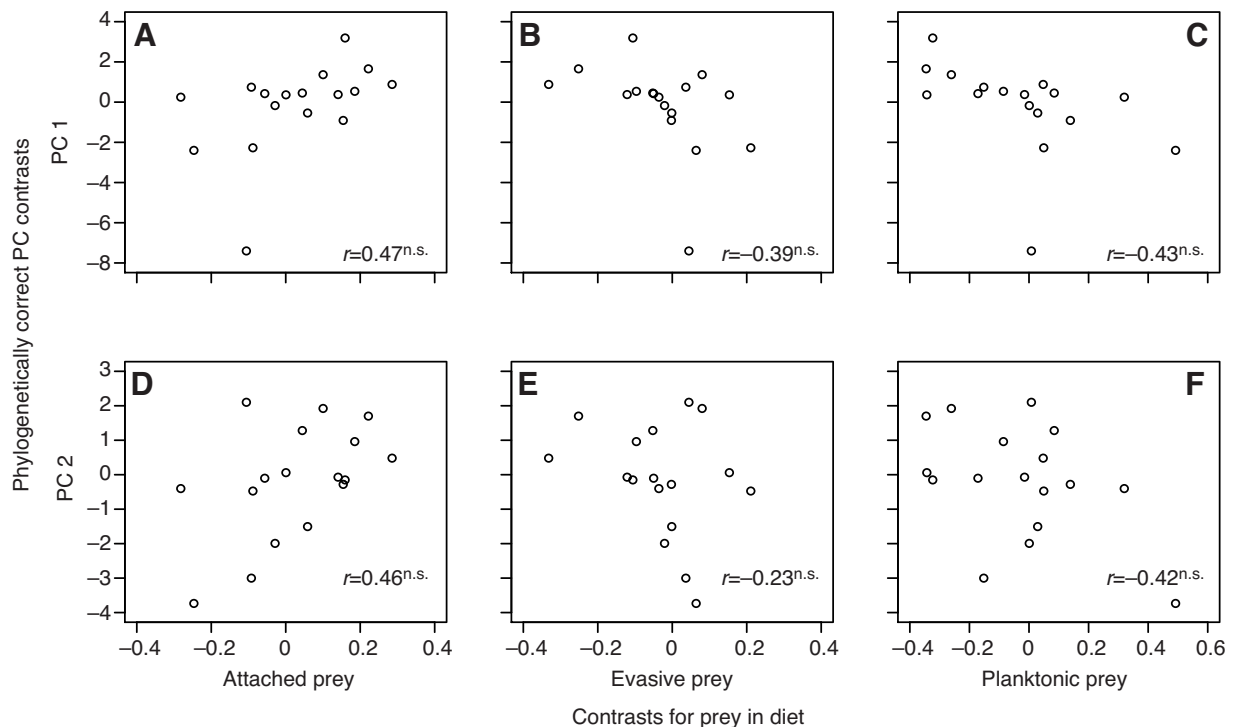 Phylogenetically correct PC contrasts
PC 1
4
2
0
–2
–4
–6
–8
A
r=0.47n.s.
B
r=–0.39n.s.
C
r=–0.43n.s.
PC 2
3
2
1
0
–1
–2
–3
–4
D
r=0.46n.s.
E
r=–0.23n.s.
F
r=–0.42n.s.
–0.4 –0.2 0 0.2 0.4
–0.4 –0.2 0 0.2 0.4
–0.4 –0.2 0 0.2 0.4 0.6
Attached prey
Evasive prey
Planktonic prey
Contrasts for prey in diet